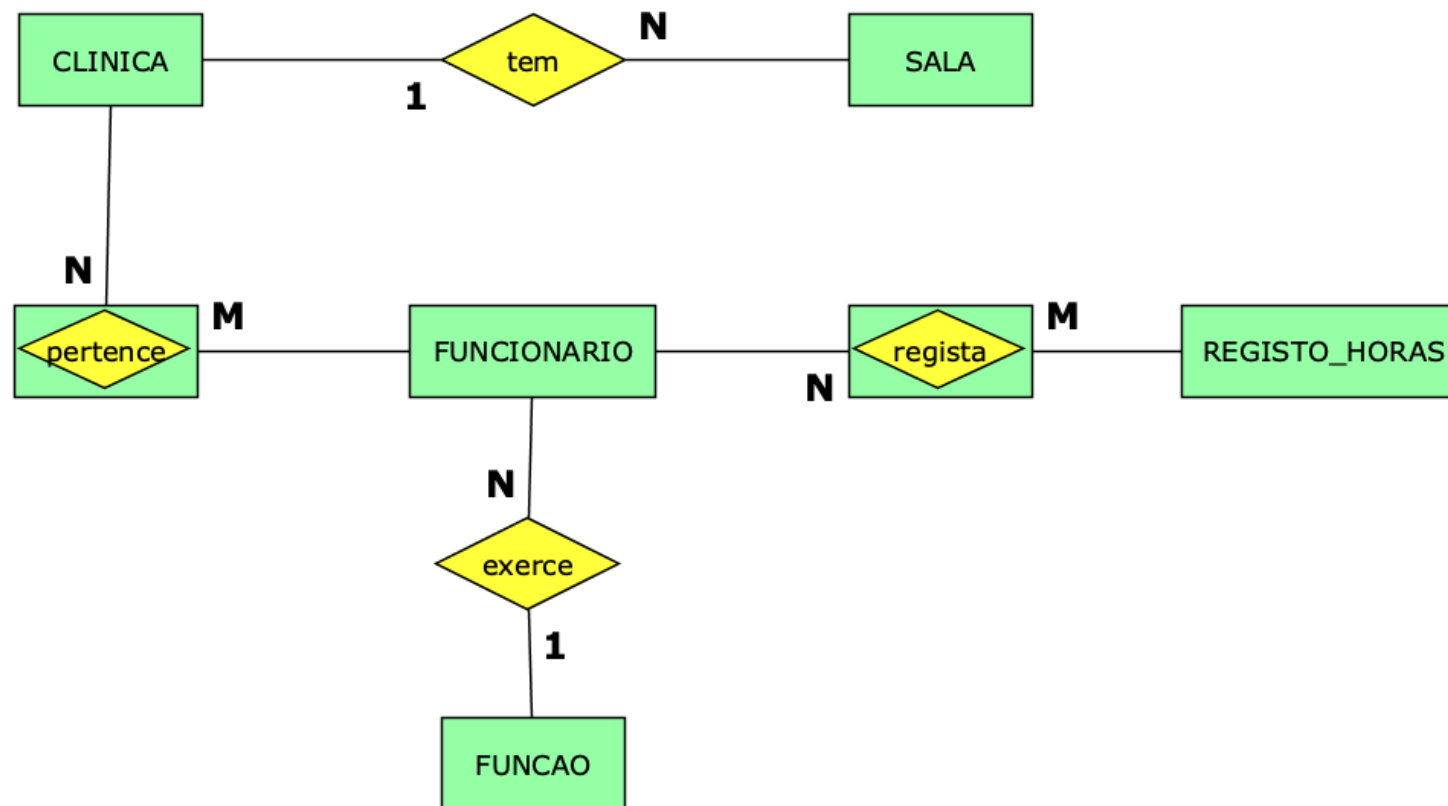 CLINICA
1
tem
N
SALA
N
pertence
M
FUNCIONARIO
N
regista
M
REGISTO_HORAS
N
exerce
1
FUNCAO